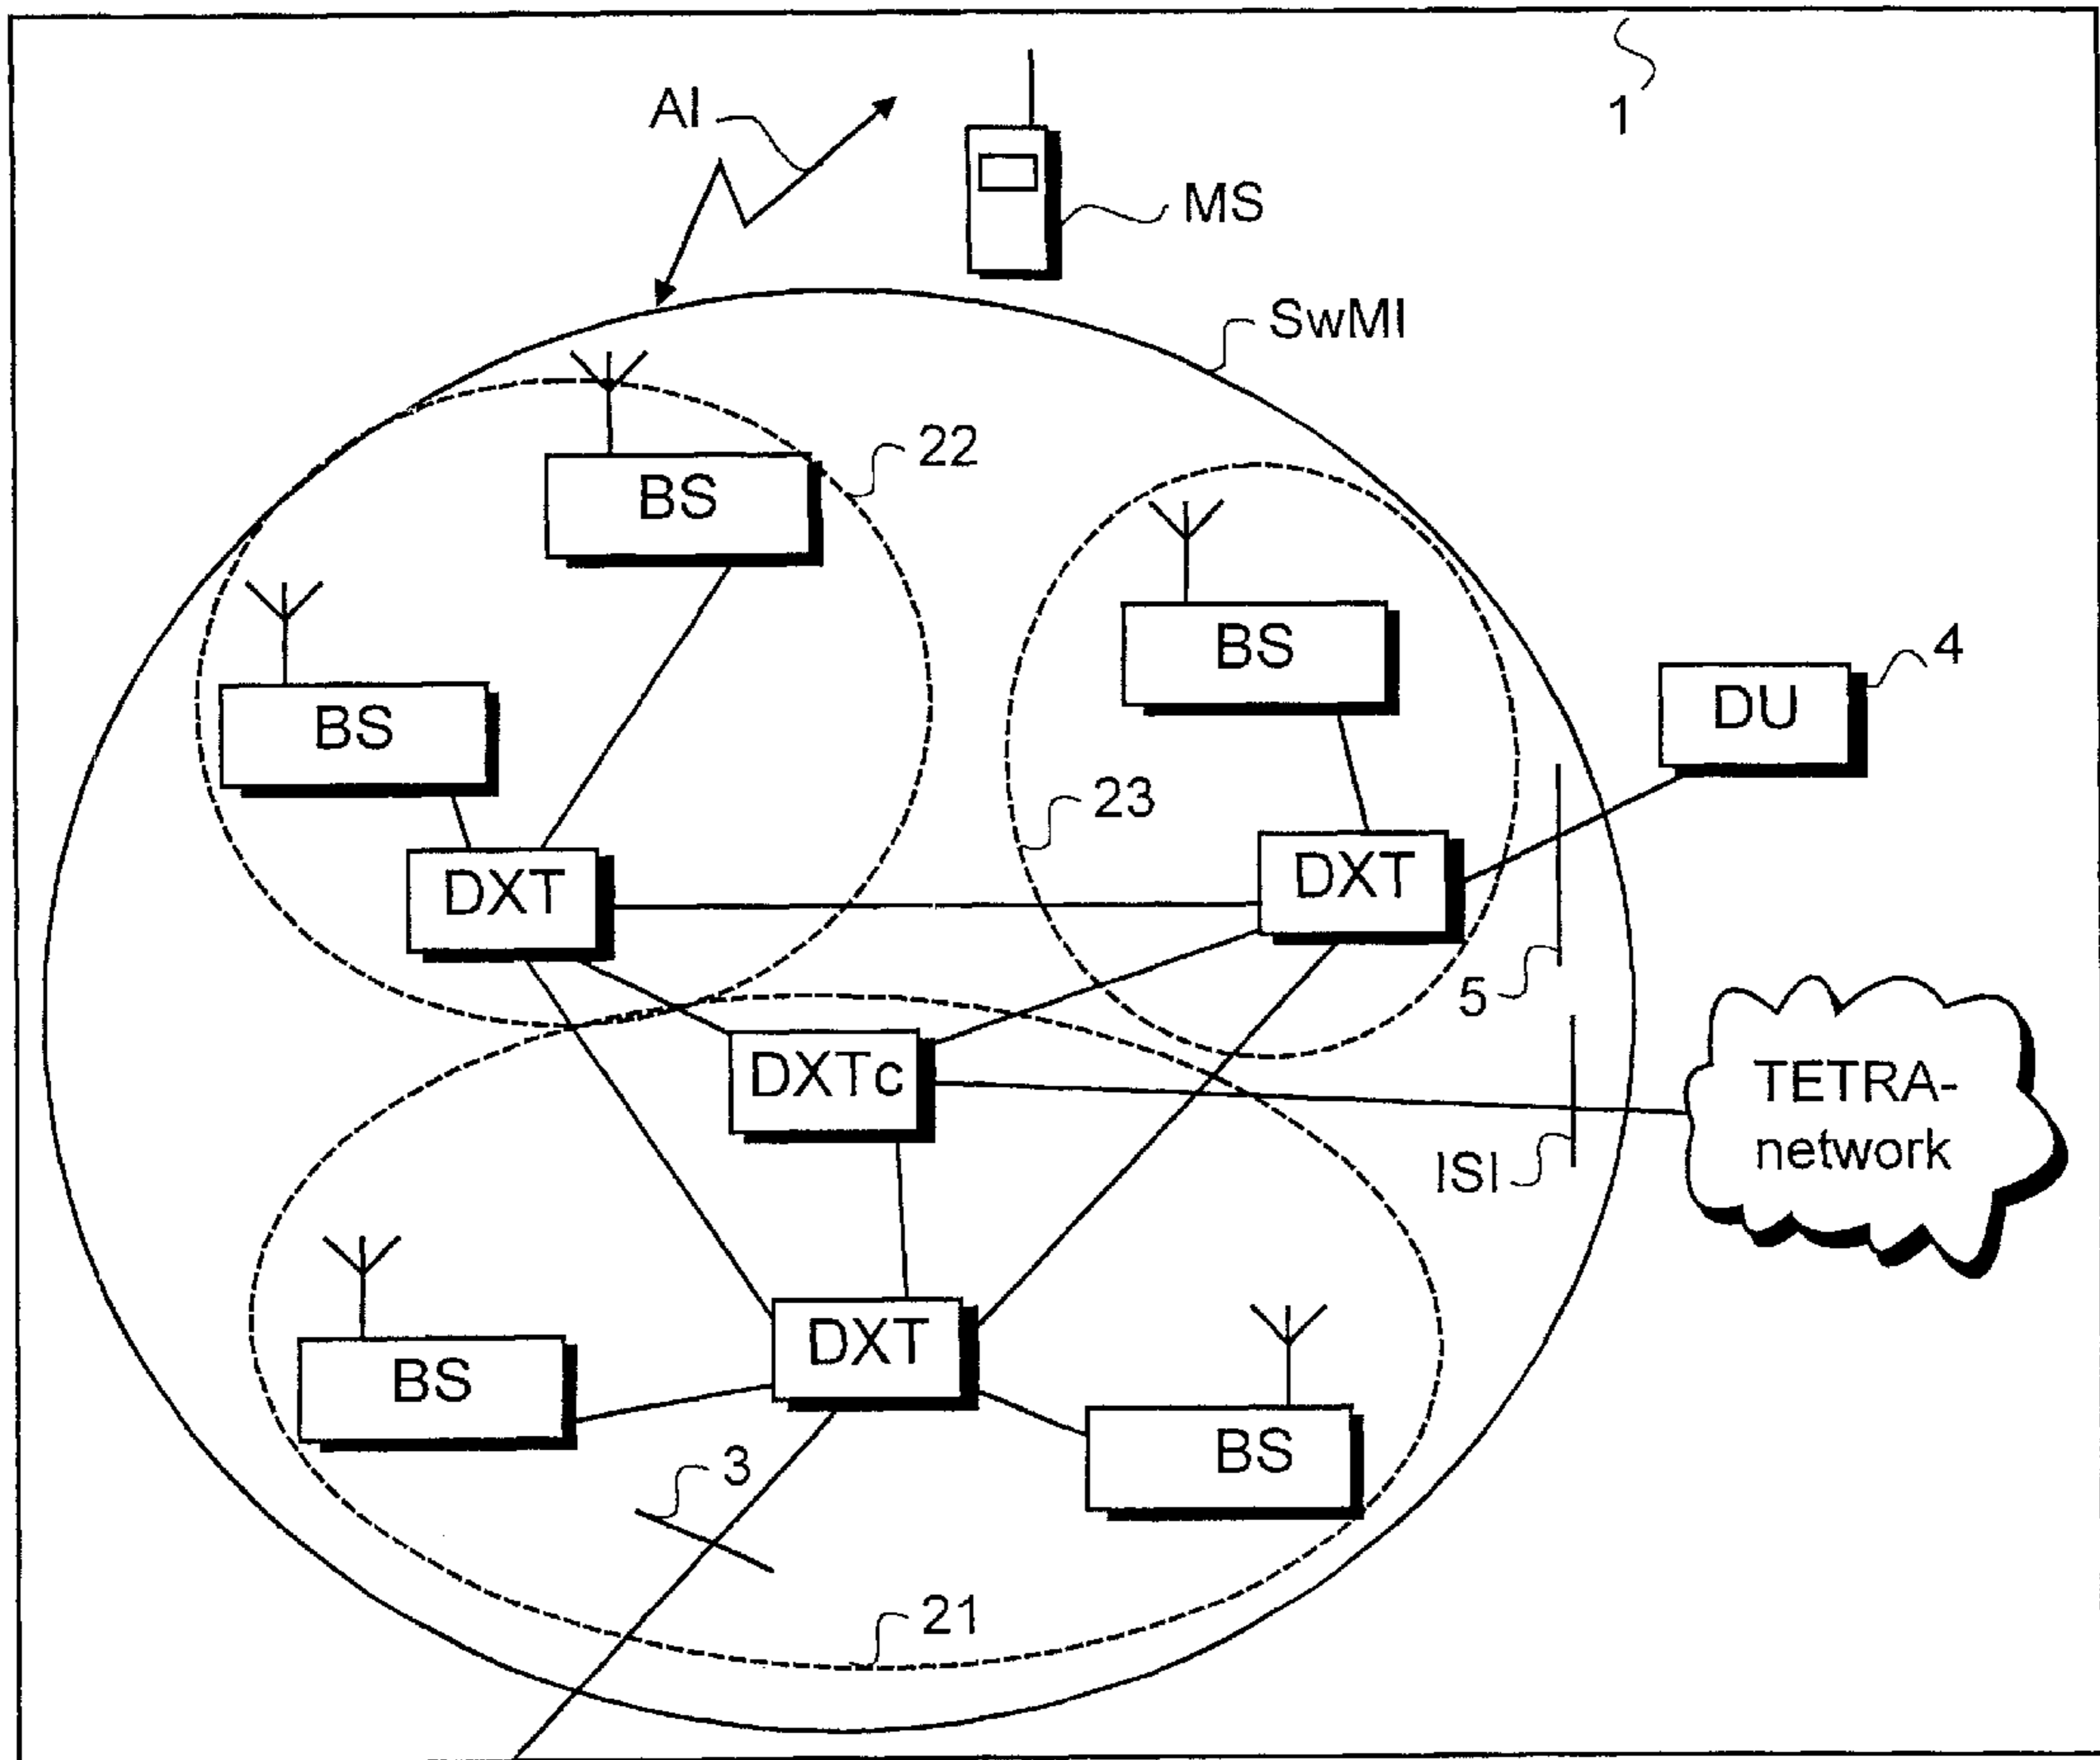 1
AI
MS
SwMI
22
BS
BS
BS
4
DU
23
DXT
DXT
5
DXTc
TETRA-
network
ISI
DXT
BS
BS
3
21